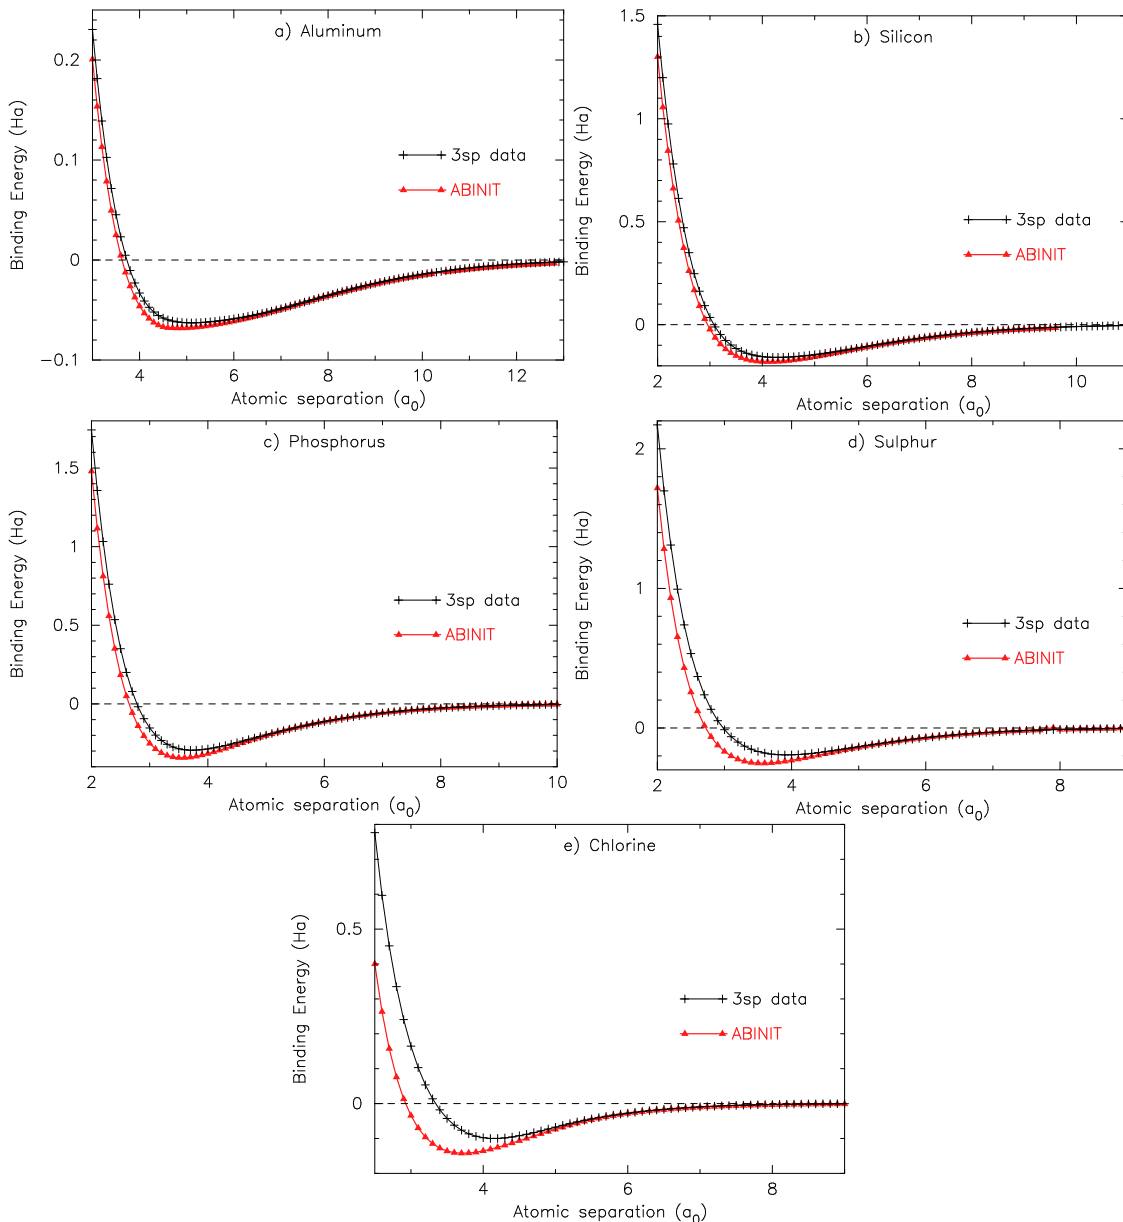 a) Aluminum
Binding Energy (Ha)
0.2
0.1
0
−0.1
3sp data
ABINIT
4 6 8 10 12
Atomic separation (a0)
b) Silicon
Binding Energy (Ha)
1.5
1
0.5
0
3sp data
ABINIT
2 4 6 8 10
Atomic separation (a0)
c) Phosphorus
Binding Energy (Ha)
1.5
1
0.5
0
3sp data
ABINIT
2 4 6 8 10
Atomic separation (a0)
d) Sulphur
Binding Energy (Ha)
2
1
0
3sp data
ABINIT
2 4 6 8
Atomic separation (a0)
e) Chlorine
Binding Energy (Ha)
0.5
0
3sp data
ABINIT
4 6 8
Atomic separation (a0)